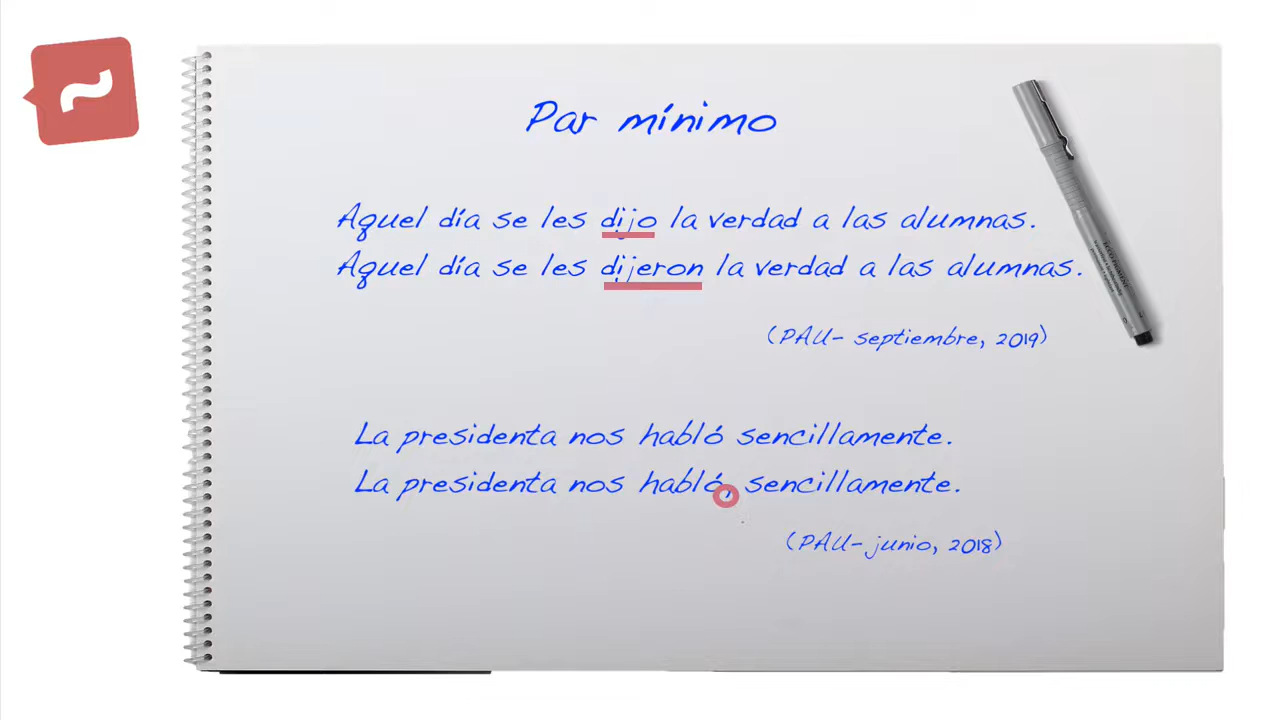 Par mínimo
Aquel día se les dijo la verdad a las alumnas.
Aquel día se les dijeron la verdad a las alumnas.
(PAU- septiembre, 2019)
La presidenta nos habló sencillamente.
La presidenta nos habló, sencillamente.
(PAU-junio, 2018)